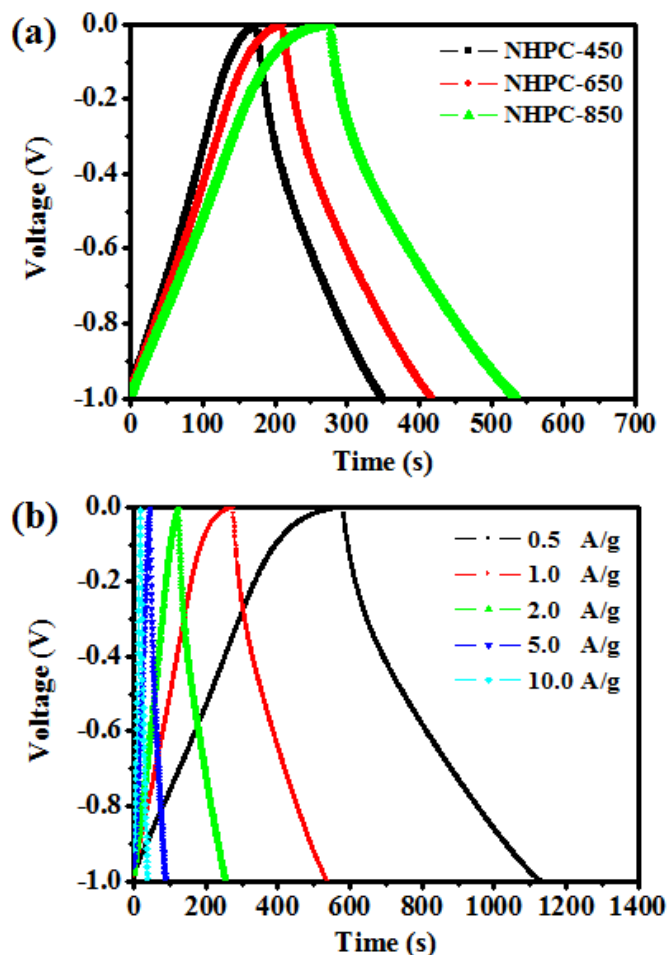 (a)
0.0
-0.2
-0.4
-0.6
-0.8
-1.0
Voltage (V)
NHPC-450
NHPC-650
NHPC-850
0 100 200 300 400 500 600 700
Time (s)
(b)
0.0
-0.2
-0.4
-0.6
-0.8
-1.0
Voltage (V)
0.5 A/g
1.0 A/g
2.0 A/g
5.0 A/g
10.0 A/g
0 200 400 600 800 1000 1200 1400
Time (s)